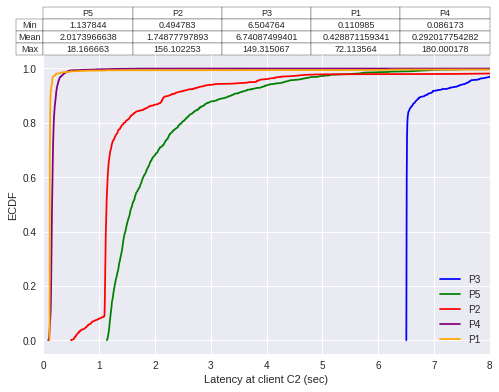 P5 P2 P3 P1 P4
Min 1.137844 0.494783 6.504764 0.110985 0.086173
Mean 2.0173966638 1.74877797893 6.74087499401 0.428871159341 0.292017754282
Max 18.166663 156.102253 149.315067 72.113564 180.000178
1.0
0.8
0.6
0.4
0.2
0.0
ECDF
P3
P5
P2
P4
P1
0 1 2 3 4 5 6 7 8
Latency at client C2 (sec)